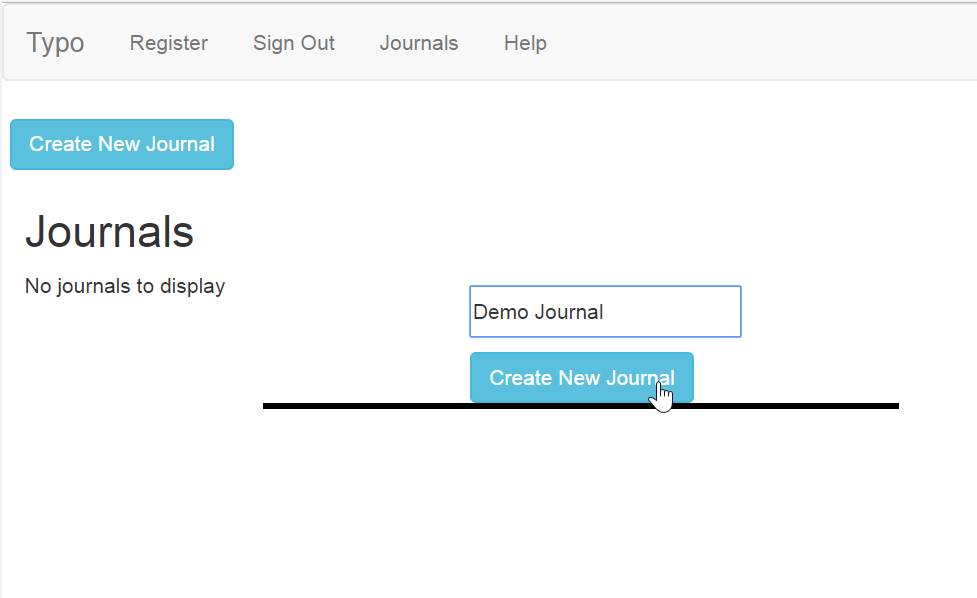 Typo Register Sign Out Journals Help
Create New Journal
Journals
No journals to display
Demo Journal
Create New Journal